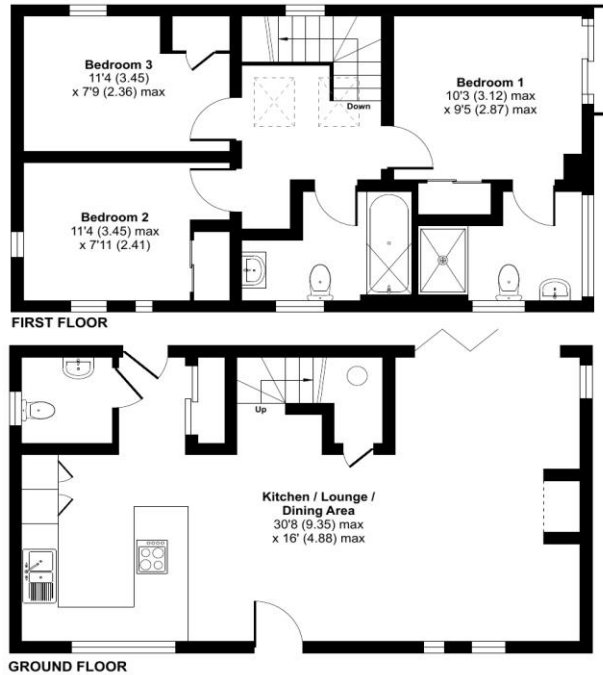 Bedroom 3
11'4 (3.45)
x 7'9 (2.36) max
Bedroom 1
10'3 (3.12) max
x 9'5 (2.87) max
Down
Bedroom 2
11'4 (3.45) max
x 7'11 (2.41)
FIRST FLOOR
Up
Kitchen / Lounge /
Dining Area
30'8 (9.35) max
x 16' (4.88) max
GROUND FLOOR